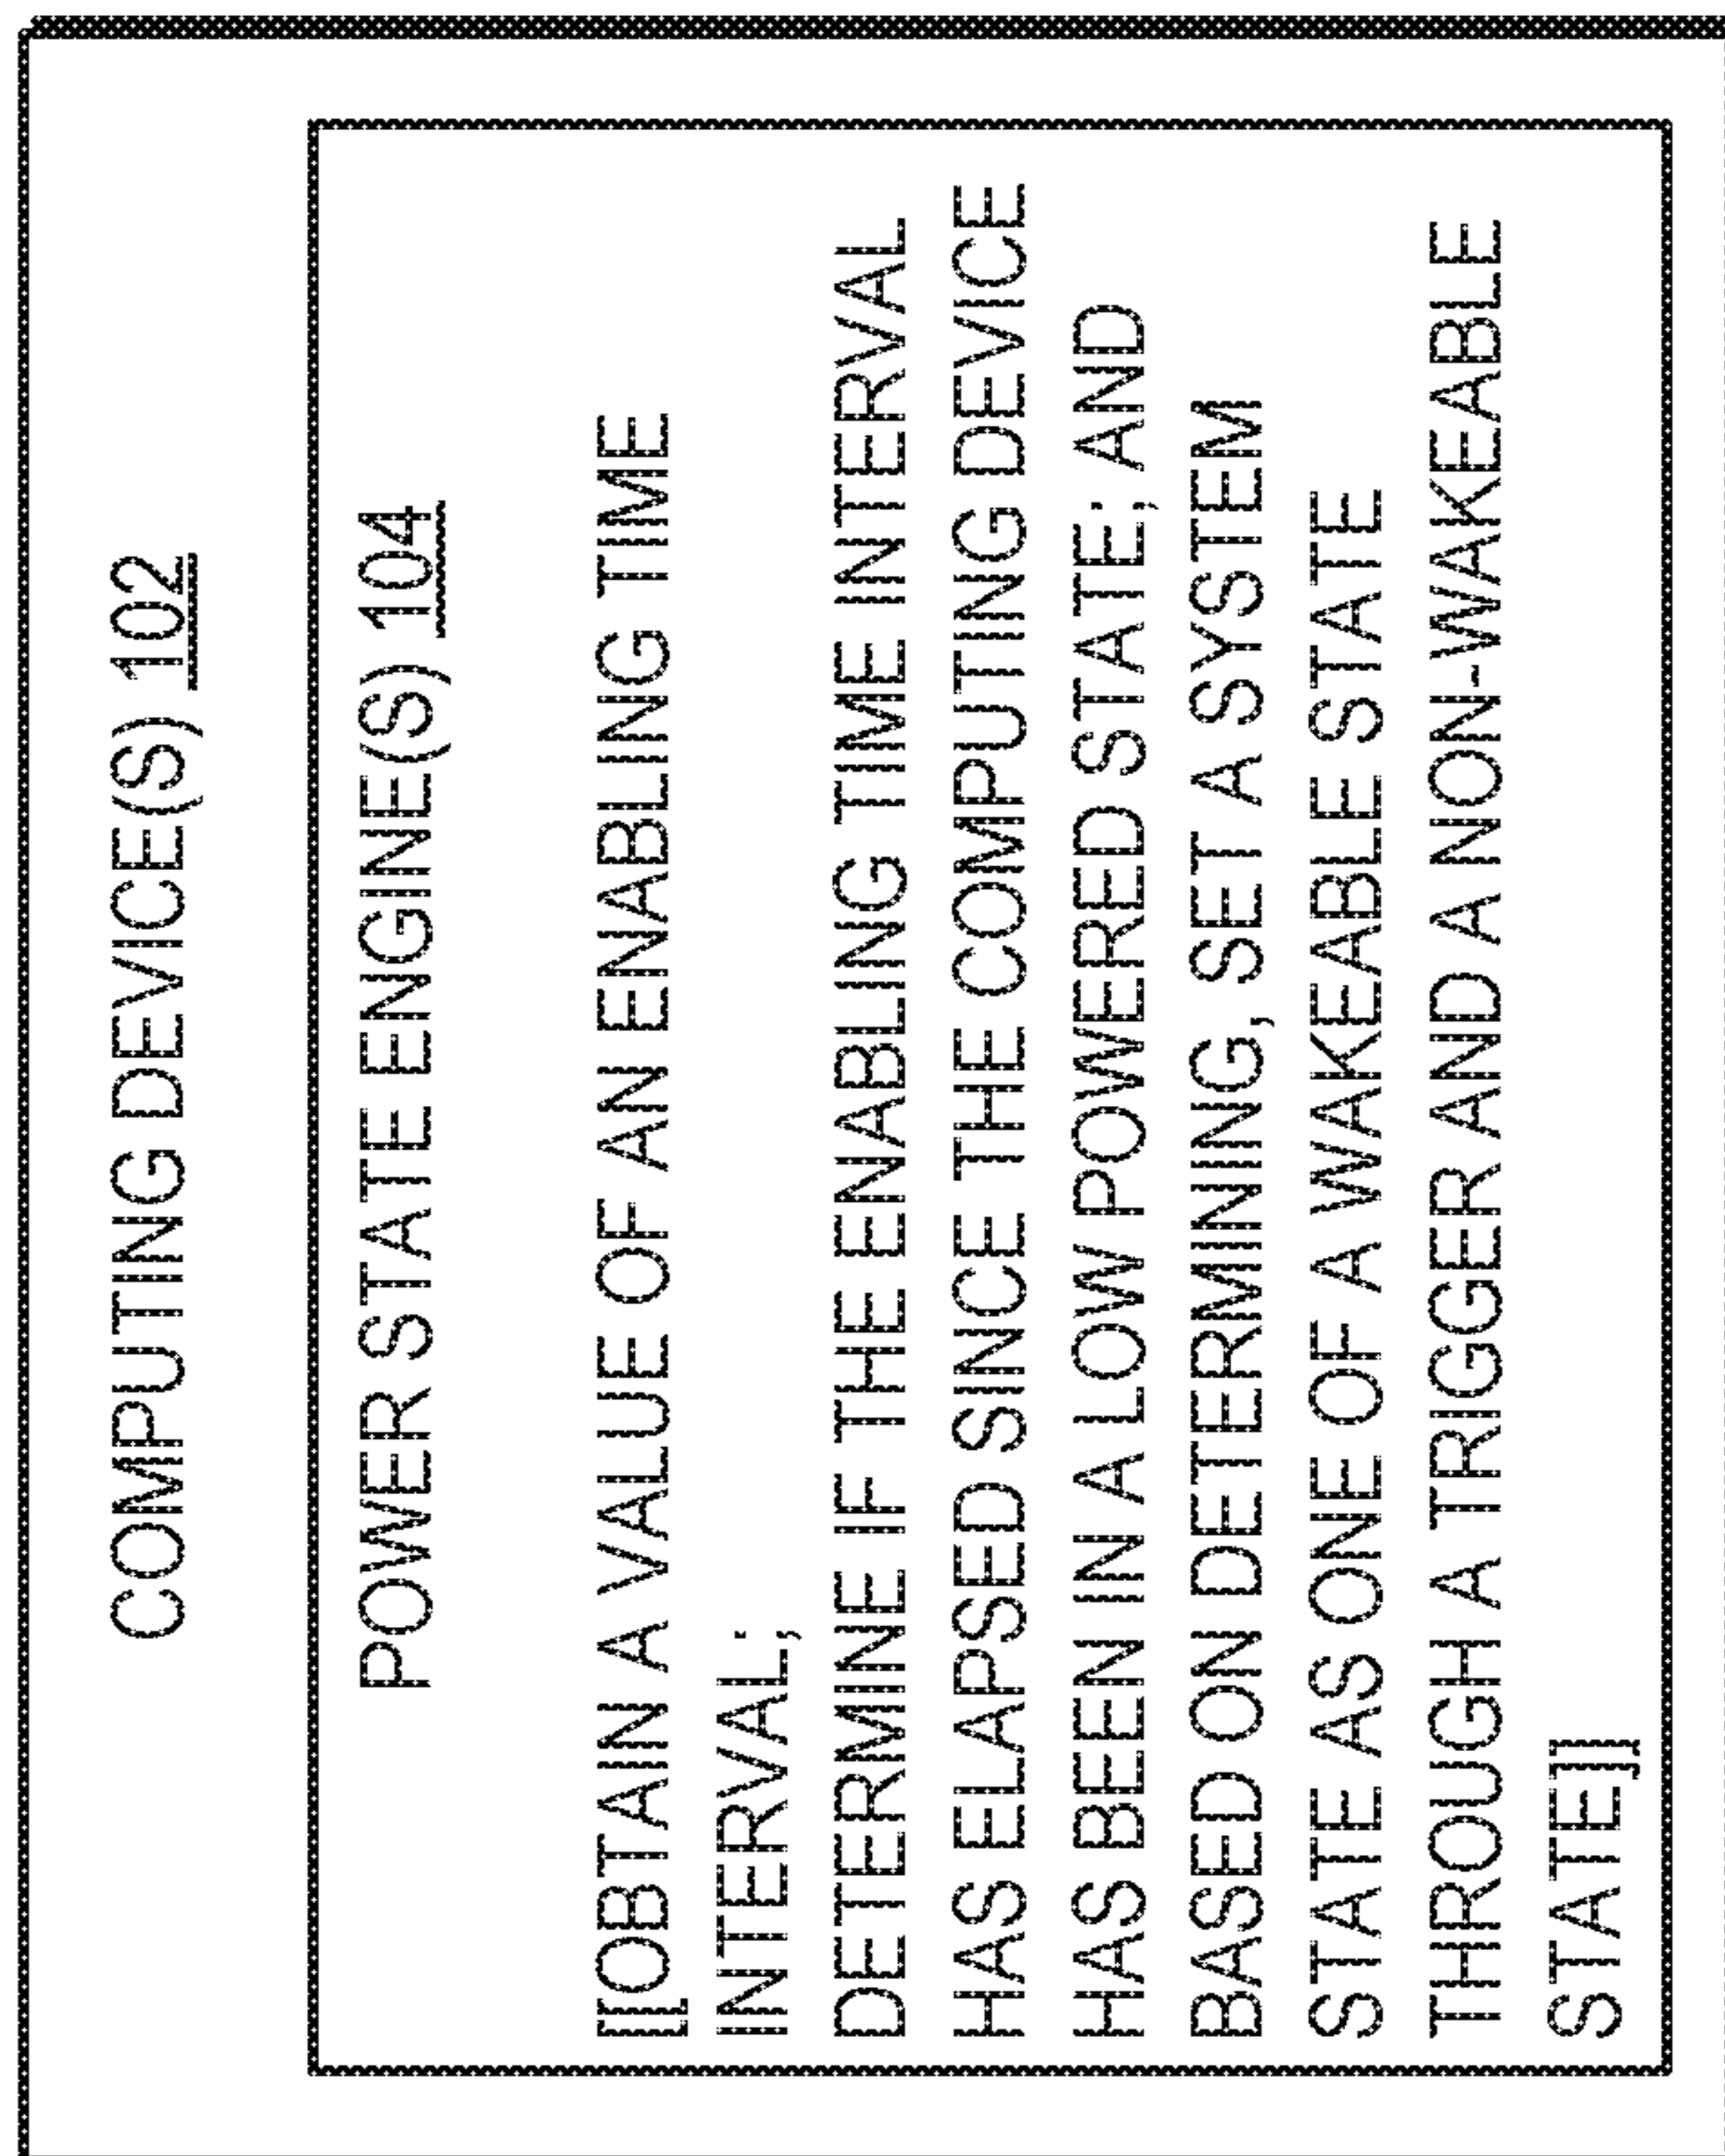 COMPUTING DEVICE(S) 102
POWER STATE ENGINE(S) 104
[[OBTAIN A VALUE OF AN ENABLING TIME
INTERVAL;
DETERMINE IF THE ENABLING TIME INTERVAL
HAS ELAPSED SINCE THE COMPUTING DEVICE
HAS BEEN IN A LOW POWERED STATE; AND
BASED ON DETERMINING, SET A SYSTEM
STATE AS ONE OF A WAKEABLE STATE
THROUGH A TRIGGER AND A NON-WAKEABLE
STATE]]